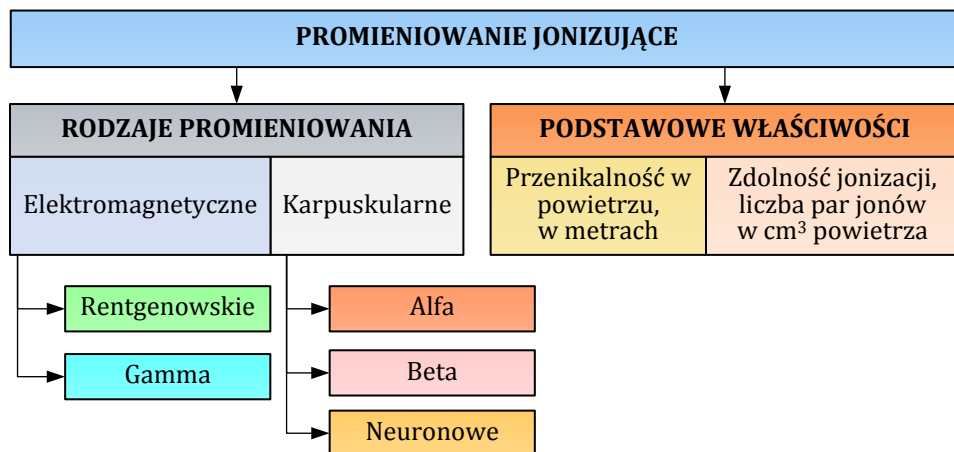 PROMIENIOWANIE JONIZUJĄCE
RODZAJE PROMIENIOWANIA
Elektromagnetyczne
Karpuskularne
Rentgenowskie
Gamma
Alfa
Beta
Neuronowe
PODSTAWOWE WŁAŚCIWOŚCI
Przenikalność w
powietrzu,
w metrach
Zdolność jonizacji,
liczba par jonów
w cm³ powietrza